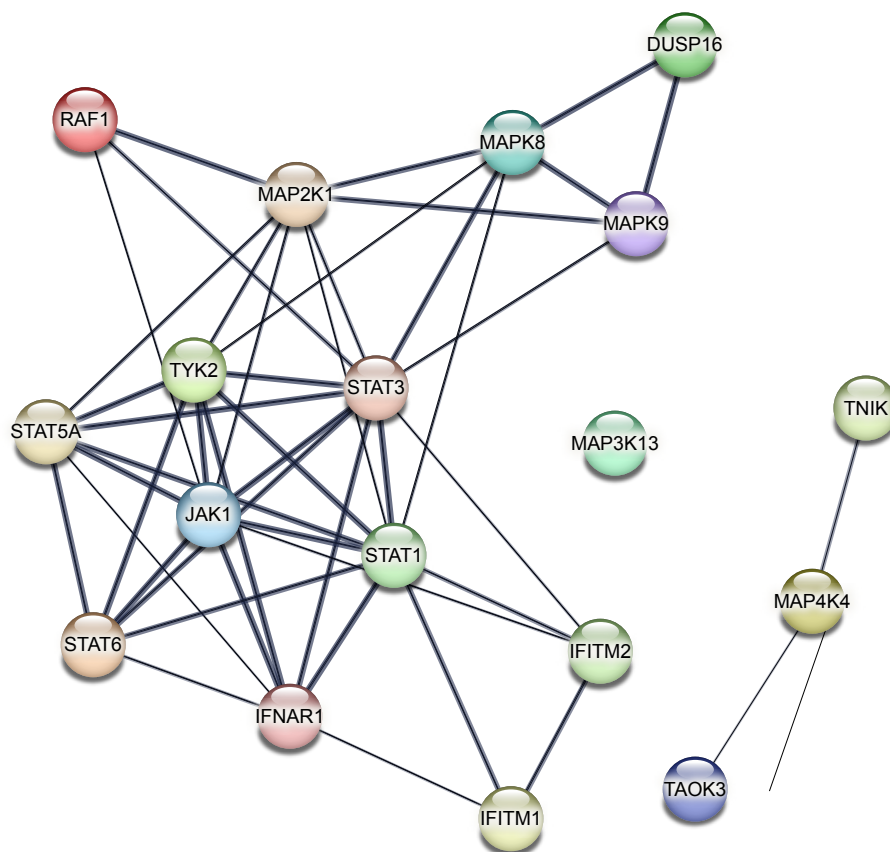 DUSP16
RAF1
MAPK8
MAP2K1
MAPK9
TYK2
STAT3
TNIK
STAT5A
MAP3K13
JAK1
STAT1
MAP4K4
STAT6
IFITM2
IFNAR1
TAOK3
IFITM1